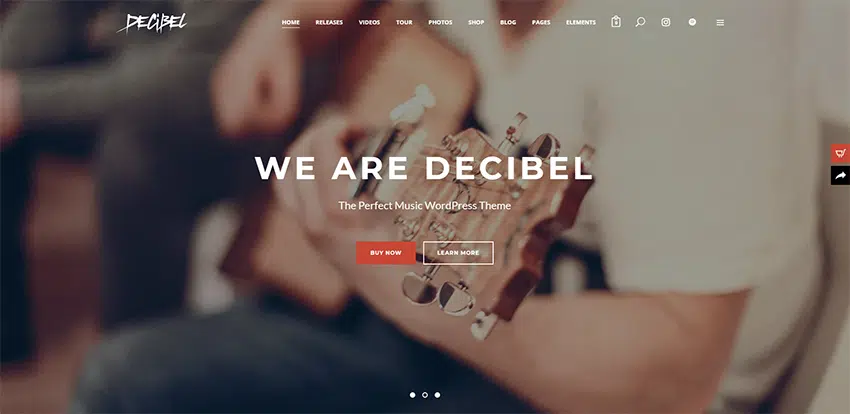 DECIBEL
HOME RELEASES VIDEOS TOUR PHOTOS SHOP BLOG PAGES ELEMENTS
WE ARE DECIBEL
The Perfect Music WordPress Theme
BUY NOW LEARN MORE